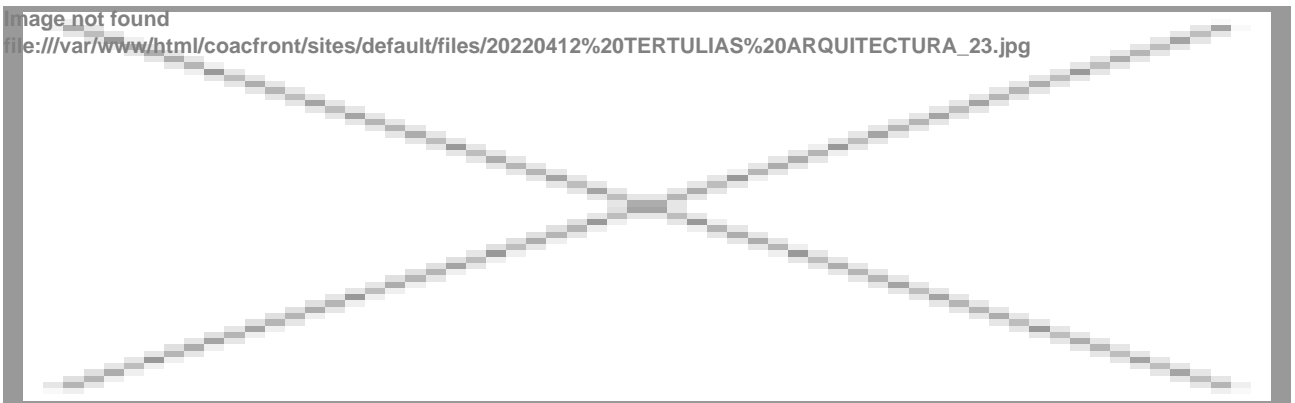 Image not found
file:///var/www/html/coacfront/sites/default/files/20220412%20TERTULIAS%20ARQUITECTURA_23.jpg